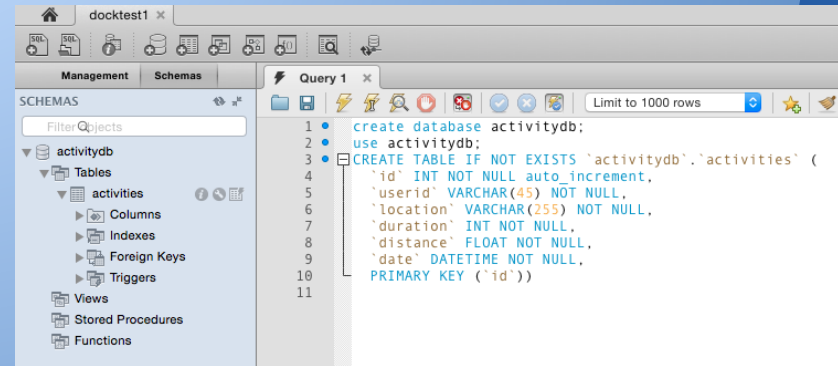 docktest1 ×
SQL SQL
Management Schemas
Query 1 ×
SCHEMAS
Limit to 1000 rows
Filter Objects
activitydb
Tables
activities
Columns
Indexes
Foreign Keys
Triggers
Views
Stored Procedures
Functions
1 create database activitydb;
2 use activitydb;
3 CREATE TABLE IF NOT EXISTS `activitydb`.`activities` (
4 `id` INT NOT NULL auto_increment,
5 `userid` VARCHAR(45) NOT NULL,
6 `location` VARCHAR(255) NOT NULL,
7 `duration` INT NOT NULL,
8 `distance` FLOAT NOT NULL,
9 `date` DATETIME NOT NULL,
10 PRIMARY KEY (`id`))
11